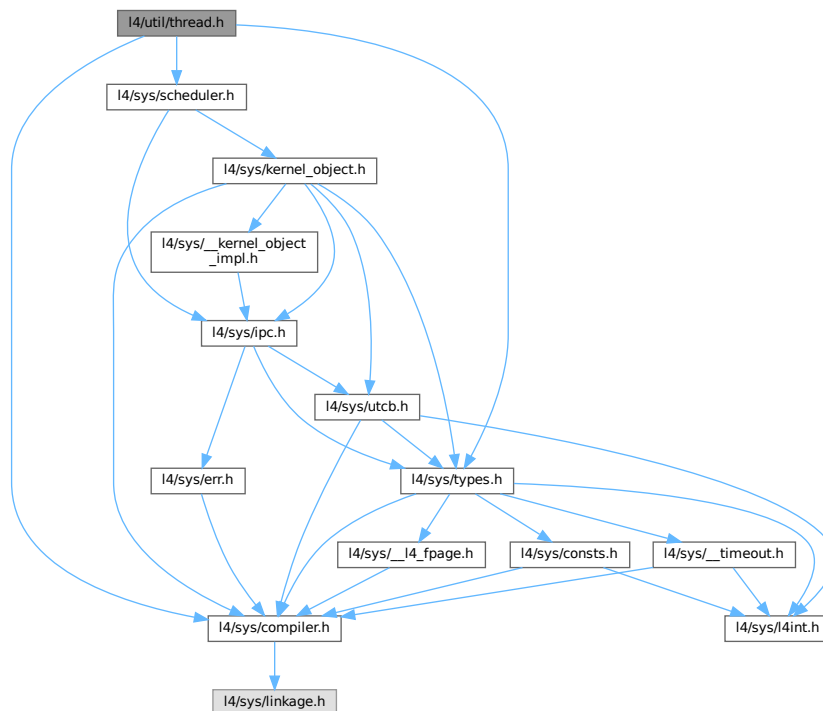 l4/util/thread.h
l4/sys/scheduler.h
l4/sys/kernel_object.h
l4/sys/__kernel_object
_impl.h
l4/sys/ipc.h
l4/sys/utcb.h
l4/sys/err.h
l4/sys/types.h
l4/sys/__l4_fpage.h
l4/sys/consts.h
l4/sys/__timeout.h
l4/sys/compiler.h
l4/sys/l4int.h
l4/sys/linkage.h